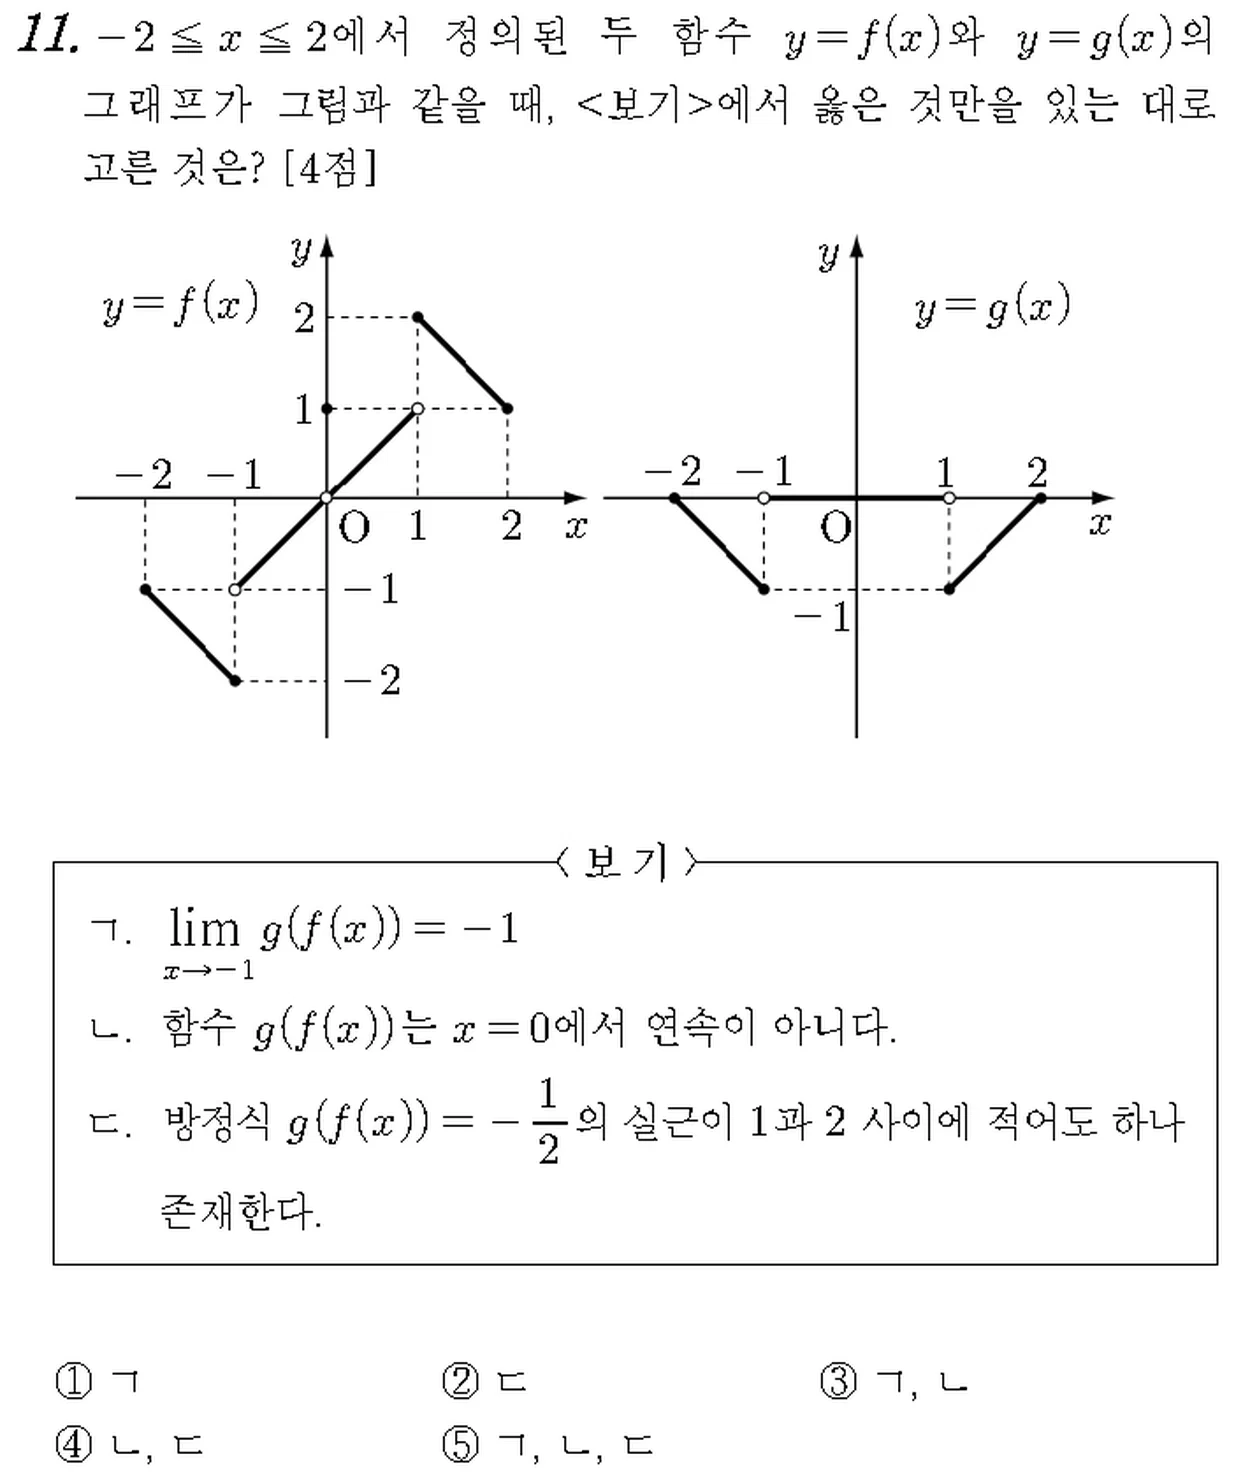 11. −2 ≦ x ≦ 2에서 정의된 두 함수 y=f(x)와 y=g(x)의
그래프가 그림과 같을 때, <보기>에서 옳은 것만을 있는 대로
고른 것은? [4점]
y
y=f(x)
2
1
−2 −1
O 1 2 x
−1
−2
y
y=g(x)
−2 −1 1 2
O x
−1
〈 보 기 〉
ㄱ. lim g(f(x)) = −1
x→−1
ㄴ. 함수 g(f(x))는 x=0에서 연속이 아니다.
ㄷ. 방정식 g(f(x)) = −1/2의 실근이 1과 2 사이에 적어도 하나
존재한다.
① ㄱ ② ㄷ ③ ㄱ, ㄴ
④ ㄴ, ㄷ ⑤ ㄱ, ㄴ, ㄷ